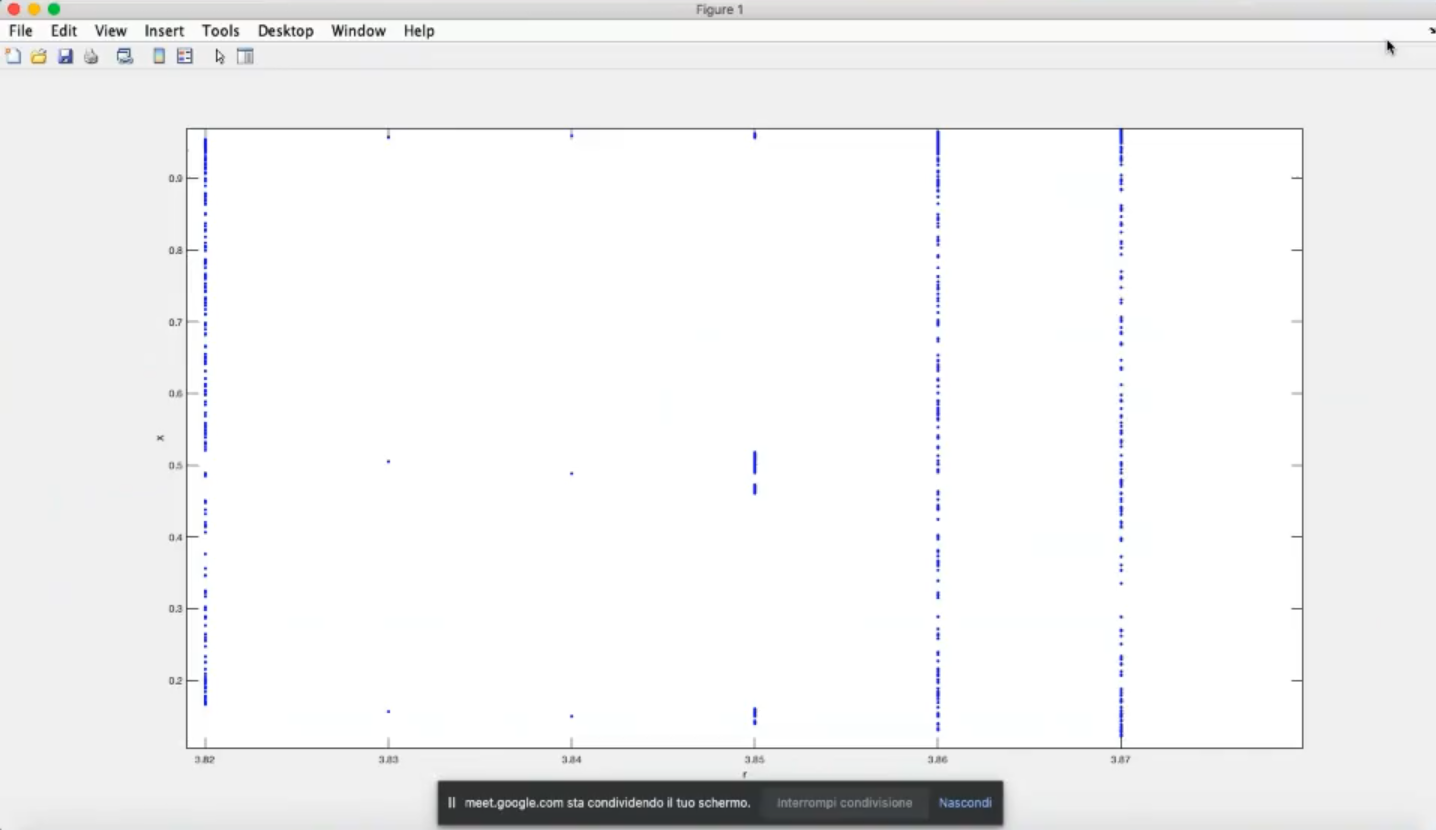 Figure 1
File Edit View Insert Tools Desktop Window Help
0.9
0.8
0.7
0.6
x
0.5
0.4
0.3
0.2
3.82 3.83 3.84 3.85 3.86 3.87
r
meet.google.com sta condividendo il tuo schermo. Interrompi condivisione Nascondi